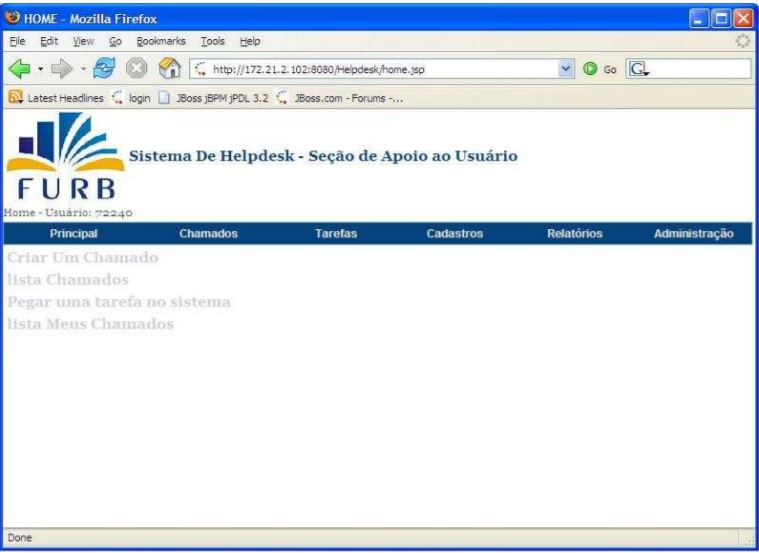 HOME - Mozilla Firefox
File Edit View Go Bookmarks Tools Help
http://172.21.2.102:8080/Helpdesk/home.jsp Go G
Latest Headlines login JBoss jBPM jPDL 3.2 JBoss.com - Forums -...
Sistema De Helpdesk - Seção de Apoio ao Usuário
FURB
Home - Usuário: 72240
Principal Chamados Tarefas Cadastros Relatórios Administração
Criar Um Chamado
lista Chamados
Pegar uma tarefa no sistema
lista Meus Chamados
Done